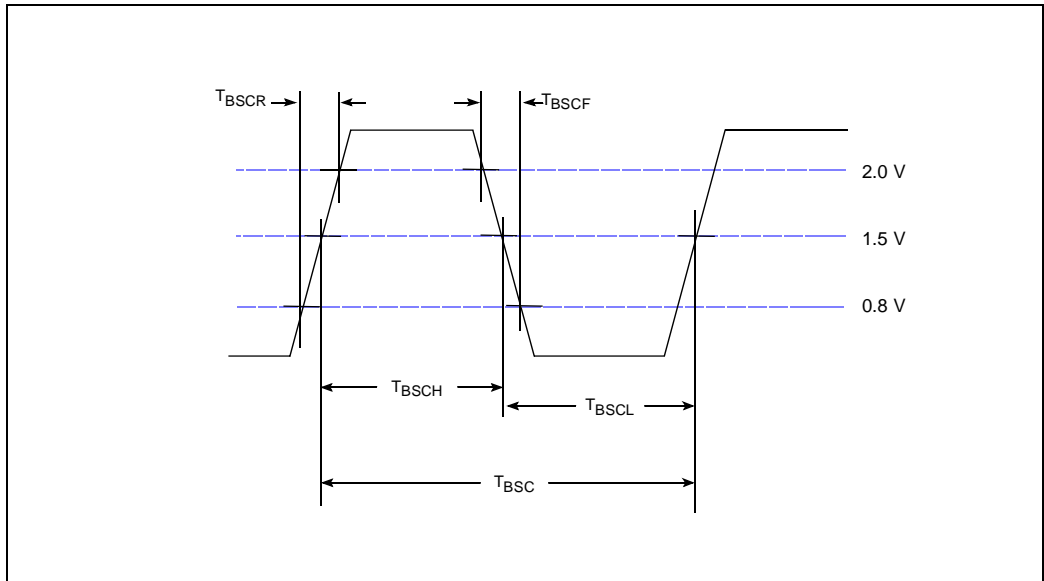 TBSCR
TBSCF
2.0 V
1.5 V
0.8 V
TBSCH
TBSCL
TBSC